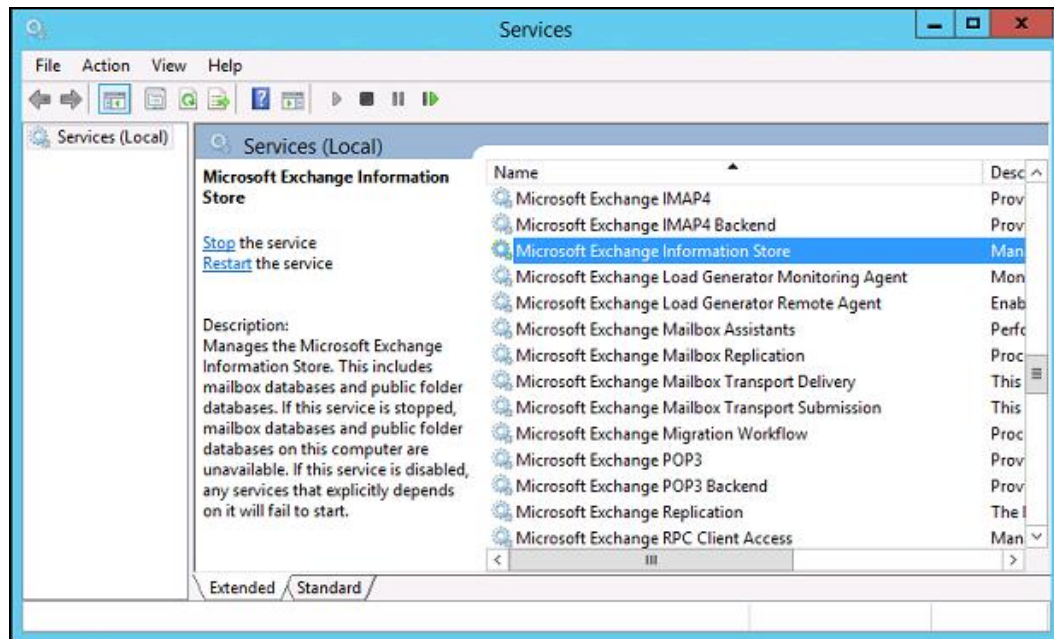 Services
File Action View Help
Services (Local)
Services (Local)
Microsoft Exchange Information
Store
Stop the service
Restart the service
Description:
Manages the Microsoft Exchange
Information Store. This includes
mailbox databases and public folder
databases. If this service is stopped,
mailbox databases and public folder
databases on this computer are
unavailable. If this service is disabled,
any services that explicitly depends
on it will fail to start.
Name Desc
Microsoft Exchange IMAP4 Prov
Microsoft Exchange IMAP4 Backend Prov
Microsoft Exchange Information Store Man
Microsoft Exchange Load Generator Monitoring Agent Mon
Microsoft Exchange Load Generator Remote Agent Enab
Microsoft Exchange Mailbox Assistants Perfo
Microsoft Exchange Mailbox Replication Proc
Microsoft Exchange Mailbox Transport Delivery This
Microsoft Exchange Mailbox Transport Submission This
Microsoft Exchange Migration Workflow Proc
Microsoft Exchange POP3 Prov
Microsoft Exchange POP3 Backend Prov
Microsoft Exchange Replication The
Microsoft Exchange RPC Client Access Man
Extended Standard